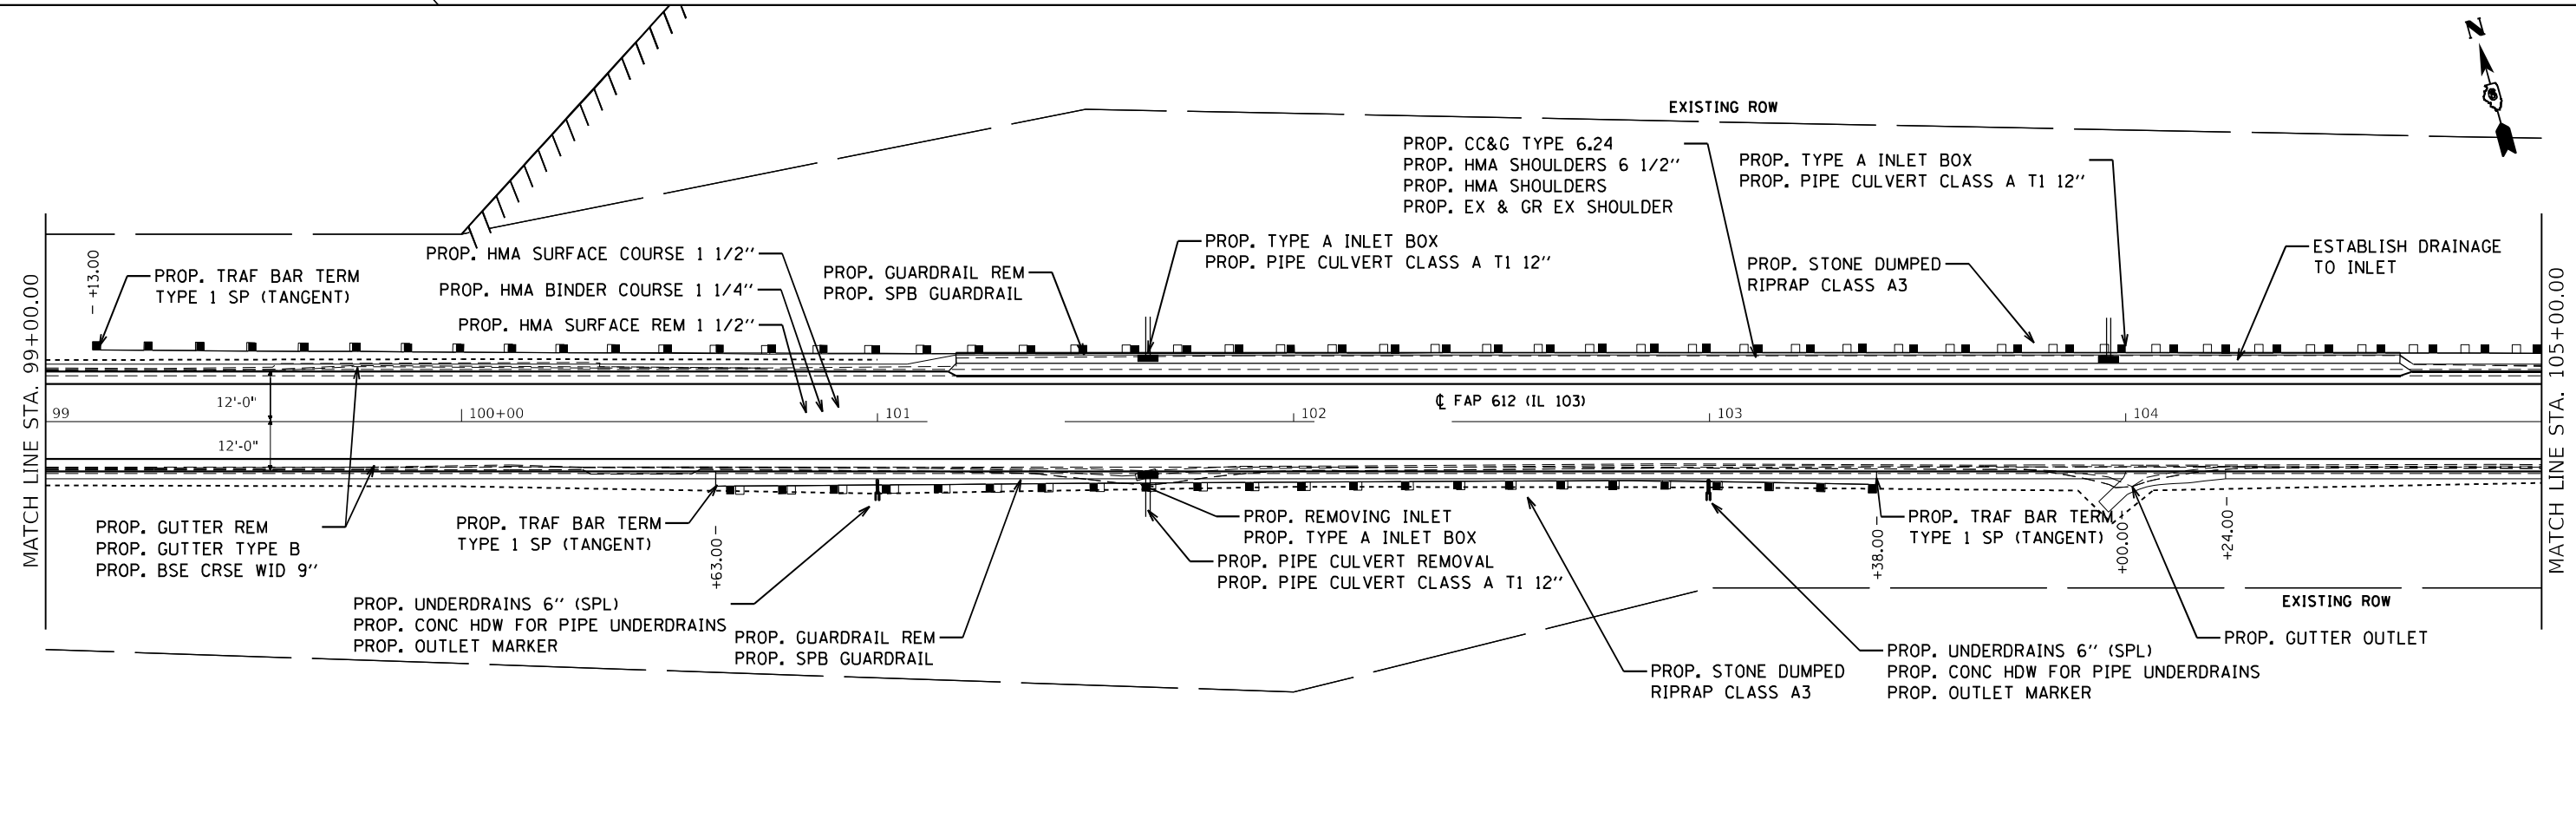 N
EXISTING ROW
PROP. CC&G TYPE 6.24
PROP. HMA SHOULDERS 6 1/2"
PROP. HMA SHOULDERS
PROP. EX & GR EX SHOULDER
PROP. TYPE A INLET BOX
PROP. PIPE CULVERT CLASS A T1 12"
PROP. HMA SURFACE COURSE 1 1/2"
PROP. HMA BINDER COURSE 1 1/4"
PROP. HMA SURFACE REM 1 1/2"
PROP. TYPE A INLET BOX
PROP. PIPE CULVERT CLASS A T1 12"
ESTABLISH DRAINAGE
TO INLET
PROP. STONE DUMPED
RIPRAP CLASS A3
PROP. GUARDRAIL REM
PROP. SPB GUARDRAIL
+13.00
PROP. TRAF BAR TERM
TYPE 1 SP (TANGENT)
MATCH LINE STA. 99+00.00
MATCH LINE STA. 105+00.00
12'-0"
℄ FAP 612 (IL 103)
99
100+00
101
102
103
104
12'-0"
PROP. GUTTER REM
PROP. GUTTER TYPE B
PROP. BSE CRSE WID 9"
PROP. TRAF BAR TERM
TYPE 1 SP (TANGENT)
+63.00
PROP. REMOVING INLET
PROP. TYPE A INLET BOX
PROP. PIPE CULVERT REMOVAL
PROP. PIPE CULVERT CLASS A T1 12"
+38.00
PROP. TRAF BAR TERM
TYPE 1 SP (TANGENT)
+00.00
+24.00
PROP. UNDERDRAINS 6" (SPL)
PROP. CONC HDW FOR PIPE UNDERDRAINS
PROP. OUTLET MARKER
PROP. GUARDRAIL REM
PROP. SPB GUARDRAIL
EXISTING ROW
PROP. GUTTER OUTLET
PROP. STONE DUMPED
RIPRAP CLASS A3
PROP. UNDERDRAINS 6" (SPL)
PROP. CONC HDW FOR PIPE UNDERDRAINS
PROP. OUTLET MARKER